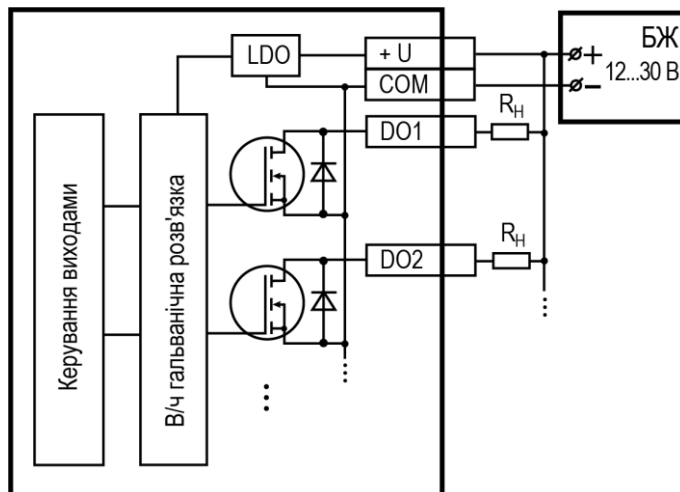 LDO
+ U
COM
БЖ
12...30 В
DO1
Rн
DO2
Rн
Керування виходами
В/ч гальванічна розв'язка